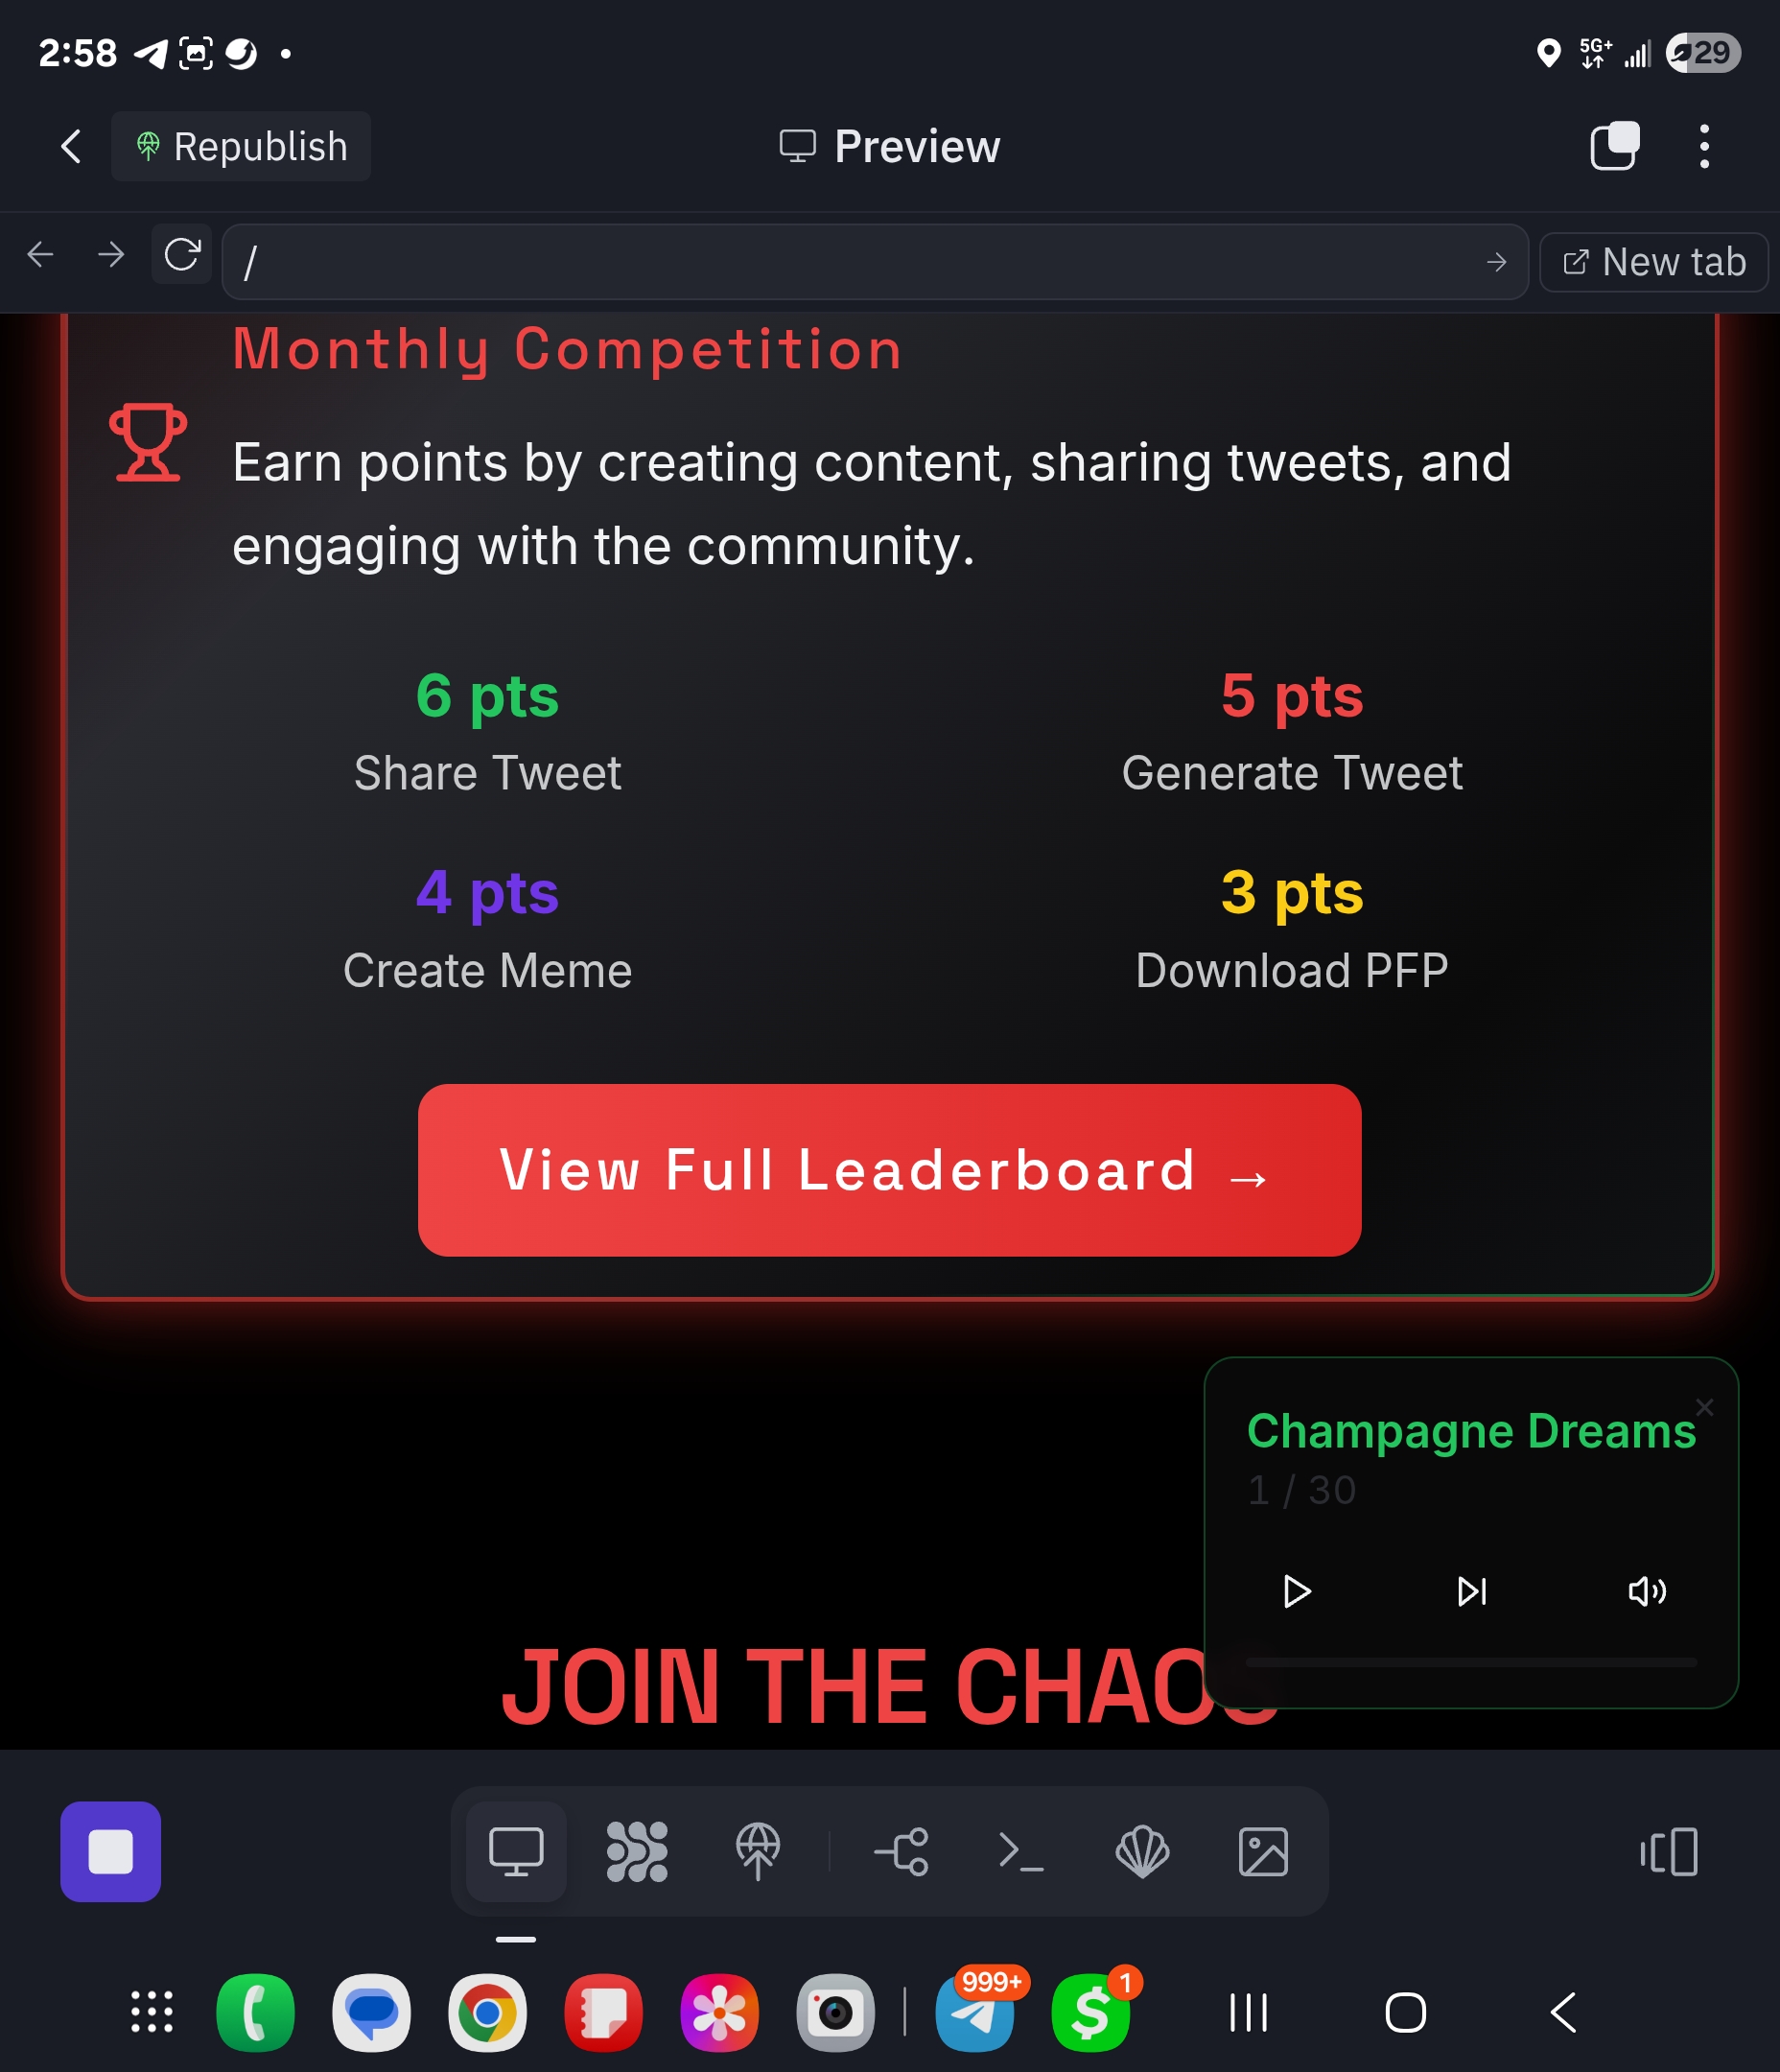 2:58
5G+
29
Republish
Preview
/
New tab
Monthly Competition
Earn points by creating content, sharing tweets, and
engaging with the community.
6 pts
5 pts
Share Tweet
Generate Tweet
4 pts
3 pts
Create Meme
Download PFP
View Full Leaderboard →
Champagne Dreams
1 / 30
JOIN THE CHAOS
999+
1